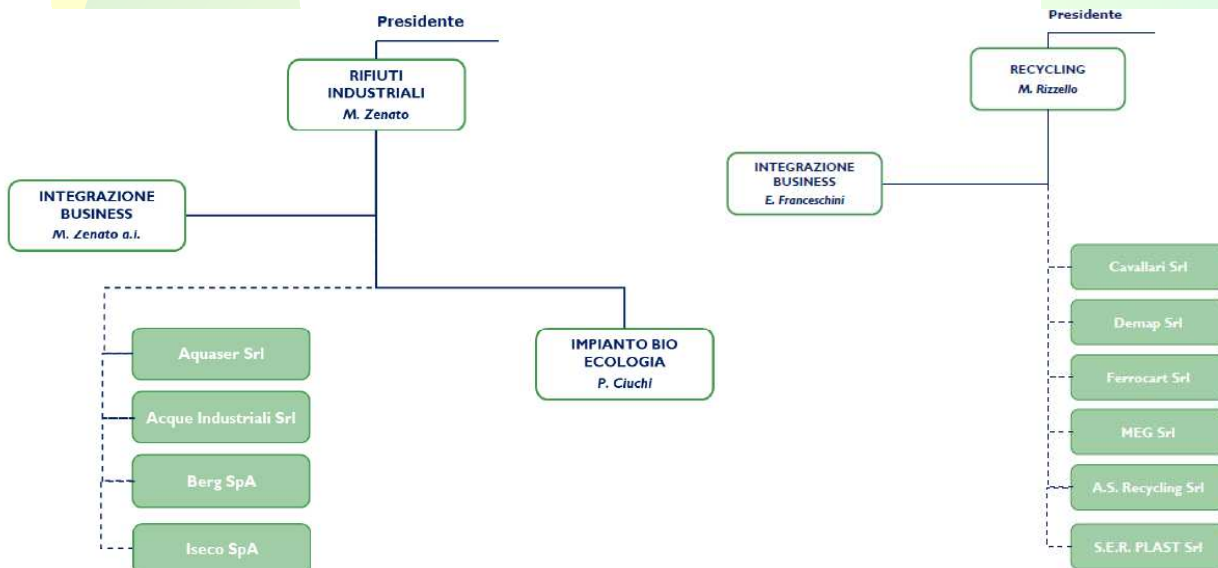 Presidente
RIFIUTI
INDUSTRIALI
M. Zenato
INTEGRAZIONE
BUSINESS
M. Zenato a.i.
IMPIANTO BIO
ECOLOGIA
P. Ciuchi
Aquaser Srl
Acque Industriali Srl
Berg SpA
Iseco SpA
Presidente
RECYCLING
M. Rizzello
INTEGRAZIONE
BUSINESS
E. Franceschini
Cavallari Srl
Demap Srl
Ferrocart Srl
MEG Srl
A.S. Recycling Srl
S.E.R. PLAST Srl